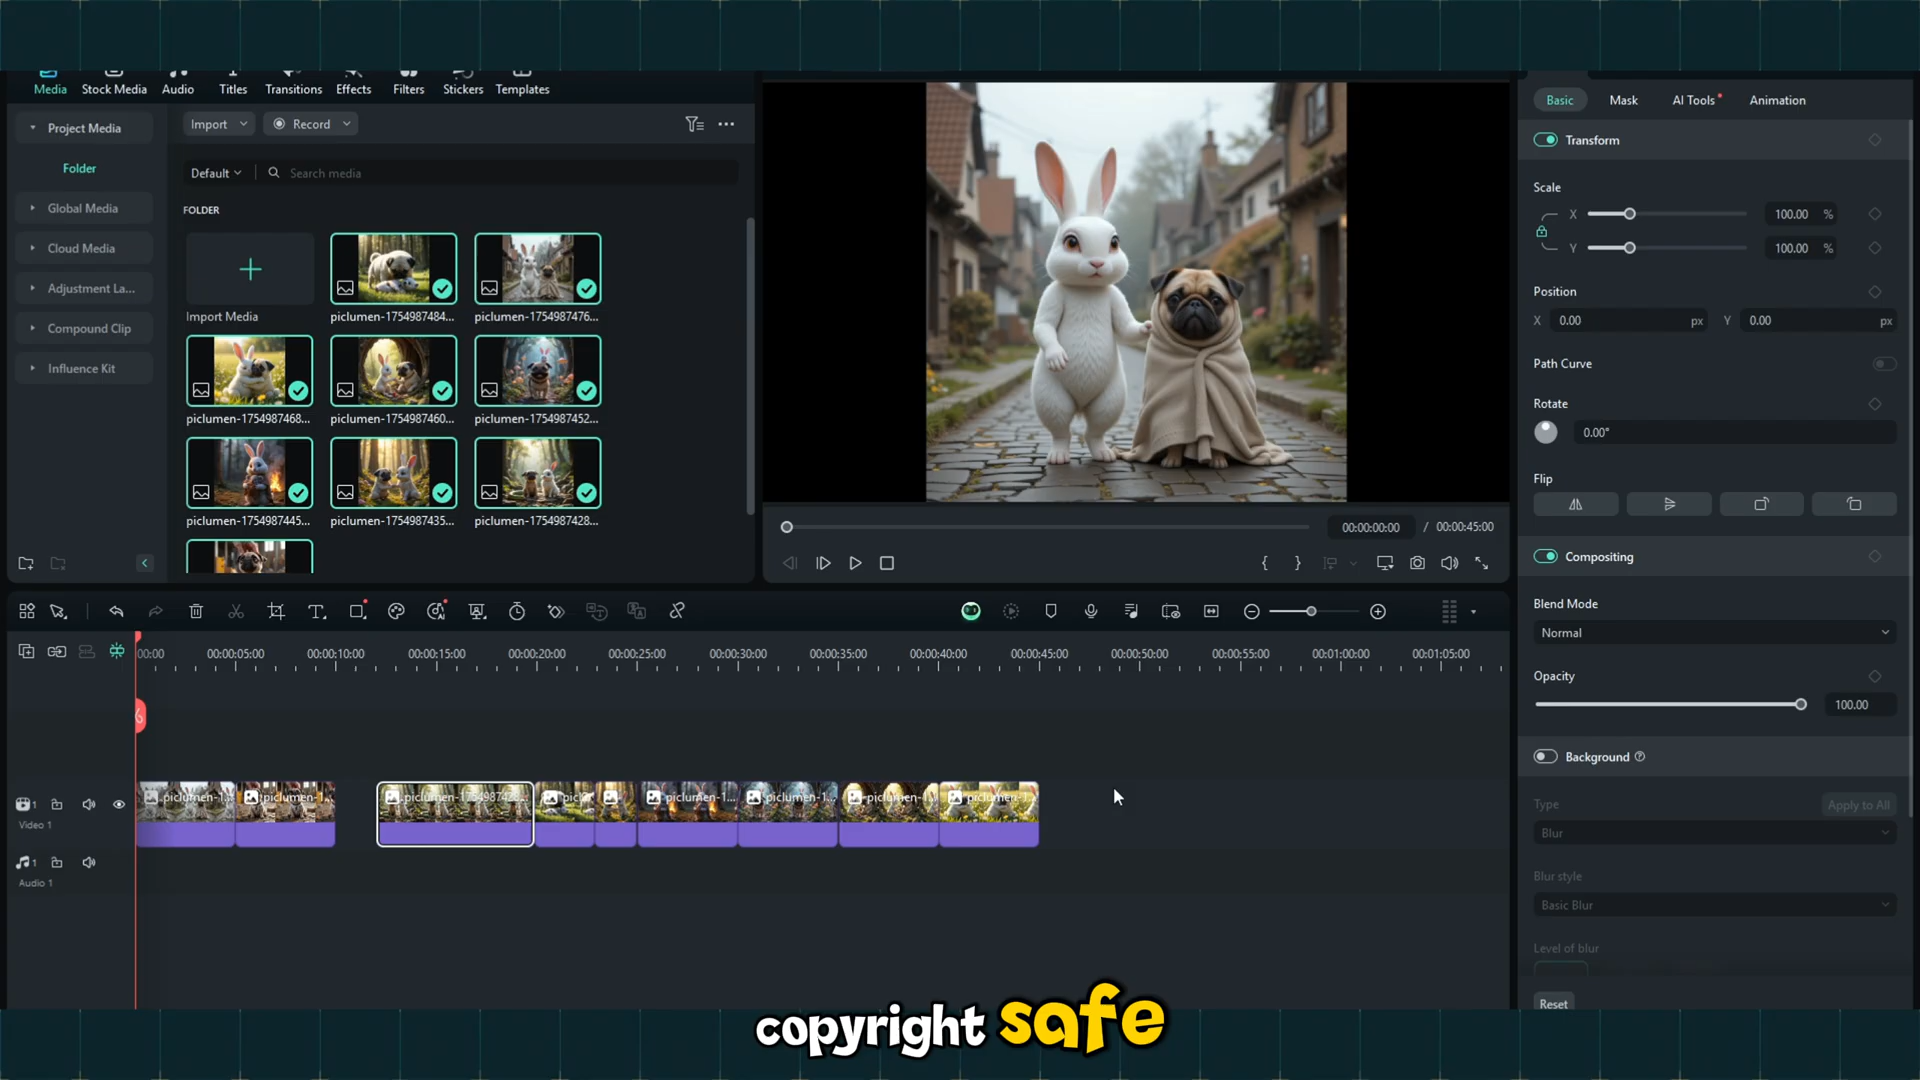 Media
Stock Media
Audio
Titles
Transitions
Effects
Filters
Stickers
Templates
Project Media
Folder
Global Media
Cloud Media
Adjustment La...
Compound Clip
Influence Kit
Import
Record
Default
Search media
FOLDER
Import Media
piclumen-175498748​4...
piclumen-1754987476...
piclumen-1754987468...
piclumen-1754987460...
piclumen-1754987452...
piclumen-1754987445...
piclumen-1754987435...
piclumen-1754987428...
00:00:00:00 / 00:00:45:00
Basic
Mask
AI Tools
Animation
Transform
Scale
X 100.00 %
Y 100.00 %
Position
X 0.00 px Y 0.00 px
Path Curve
Rotate
0.00°
Flip
Compositing
Blend Mode
Normal
Opacity
100.00
Background
Type
Apply to All
Blur
Blur style
Basic Blur
Level of blur
Reset
00:00 00:00:05:00 00:00:10:00 00:00:15:00 00:00:20:00 00:00:25:00 00:00:30:00 00:00:35:00 00:00:40:00 00:00:45:00 00:00:50:00 00:00:55:00 00:01:00:00 00:01:05:00
1
Video 1
1
Audio 1
copyright safe